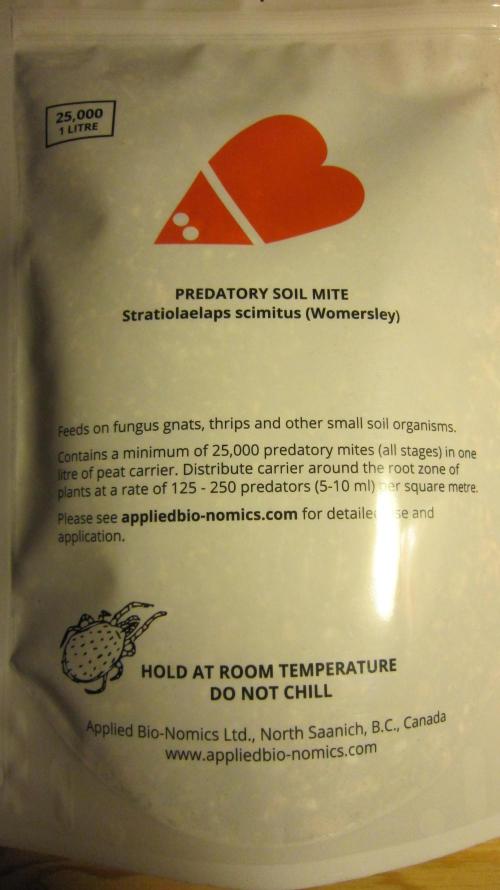 25,000
1 LITRE
PREDATORY SOIL MITE
Stratiolaelaps scimitus (Womersley)
Feeds on fungus gnats, thrips and other small soil organisms.
Contains a minimum of 25,000 predatory mites (all stages) in one
litre of peat carrier. Distribute carrier around the root zone of
plants at a rate of 125 - 250 predators (5-10 ml) per square metre.
Please see appliedbio-nomics.com for detailed use and
application.
HOLD AT ROOM TEMPERATURE
DO NOT CHILL
Applied Bio-Nomics Ltd., North Saanich, B.C., Canada
www.appliedbio-nomics.com